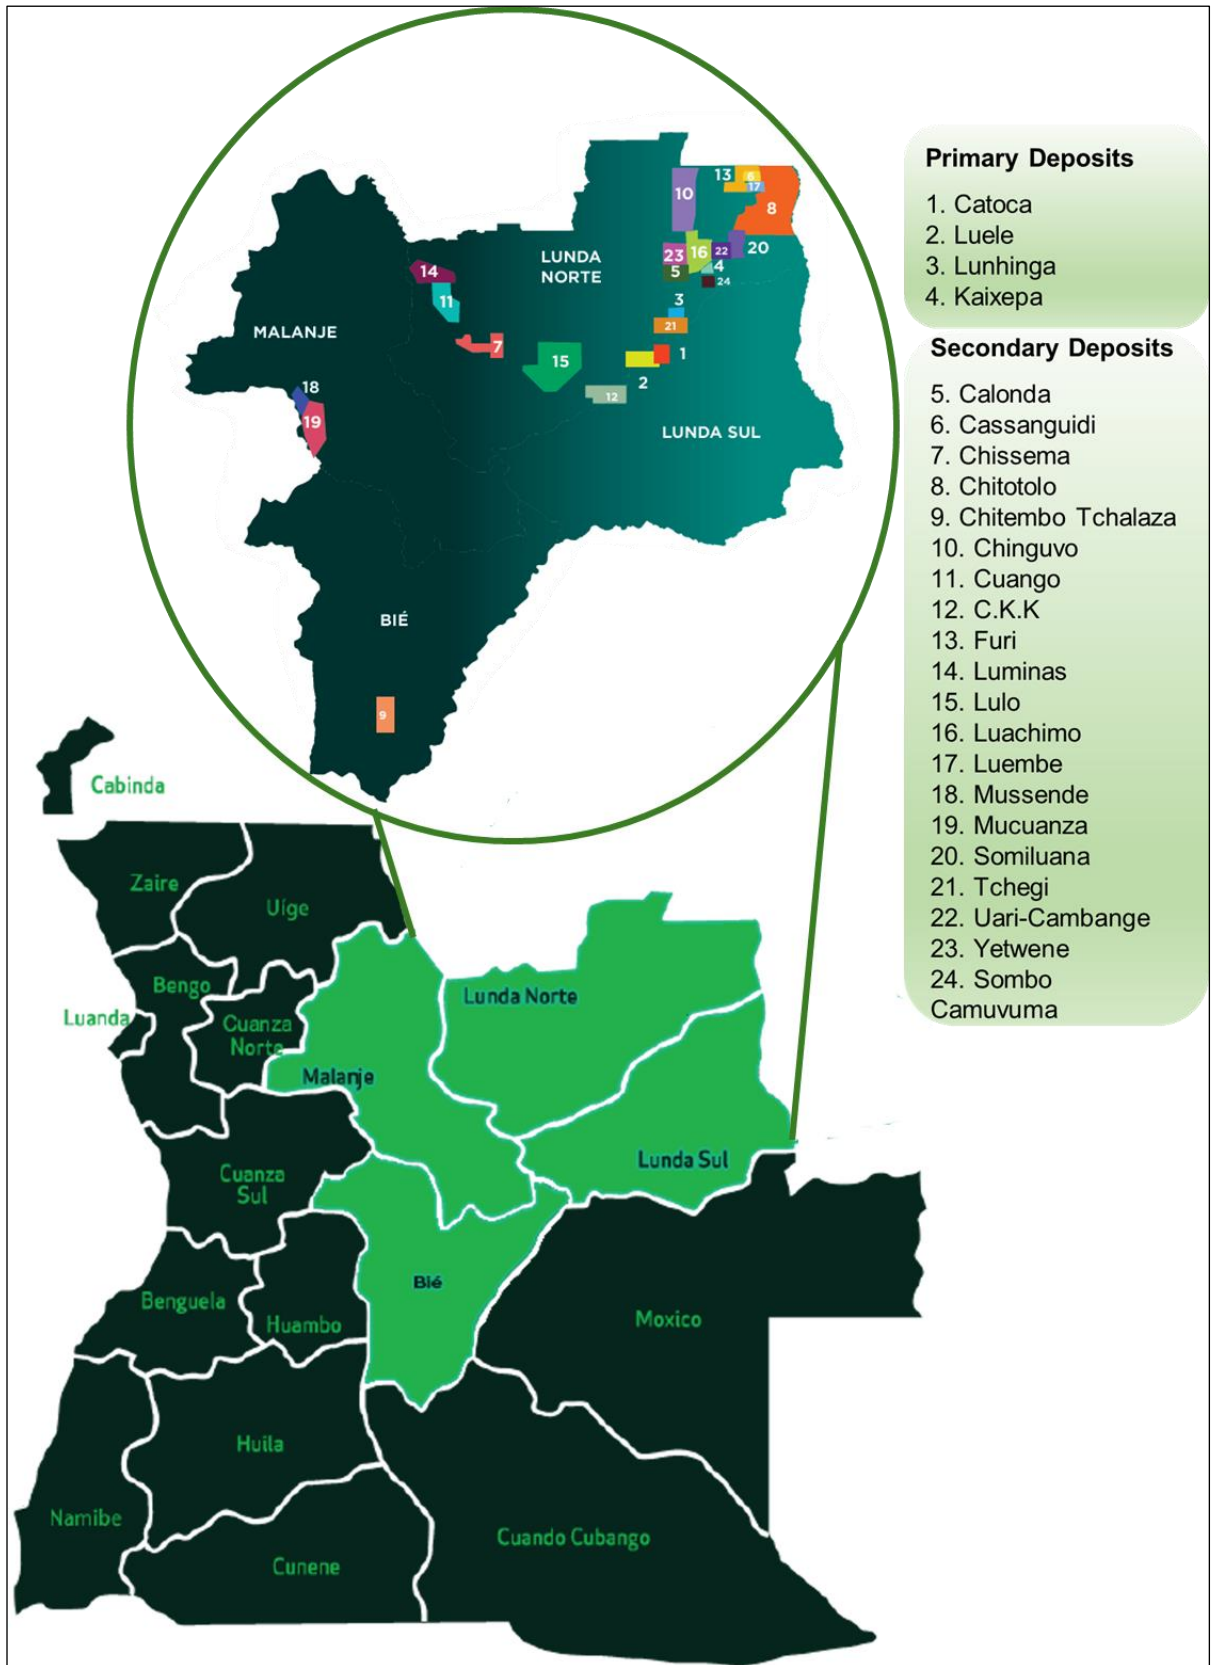 Primary Deposits
1. Catoca
2. Luele
3. Lunhinga
4. Kaixepa
Secondary Deposits
5. Calonda
6. Cassanguidi
7. Chissema
8. Chitotolo
9. Chitembo Tchalaza
10. Chinguvo
11. Cuango
12. C.K.K
13. Furi
14. Luminas
15. Lulo
16. Luachimo
17. Luembe
18. Mussende
19. Mucuanza
20. Somiluana
21. Tchegi
22. Uari-Cambange
23. Yetwene
24. Sombo
Camuvuma
13
6
17
10
8
LUNDA
NORTE
23
16
22
20
5
4
24
14
11
3
21
MALANJE
7
15
1
2
18
12
19
LUNDA SUL
BIÉ
9
Cabinda
Zaire
Uíge
Bengo
Luanda
Cuanza
Norte
Lunda Norte
Malanje
Cuanza
Sul
Lunda Sul
Bié
Benguela
Huambo
Moxico
Huíla
Namibe
Cuando Cubango
Cunene